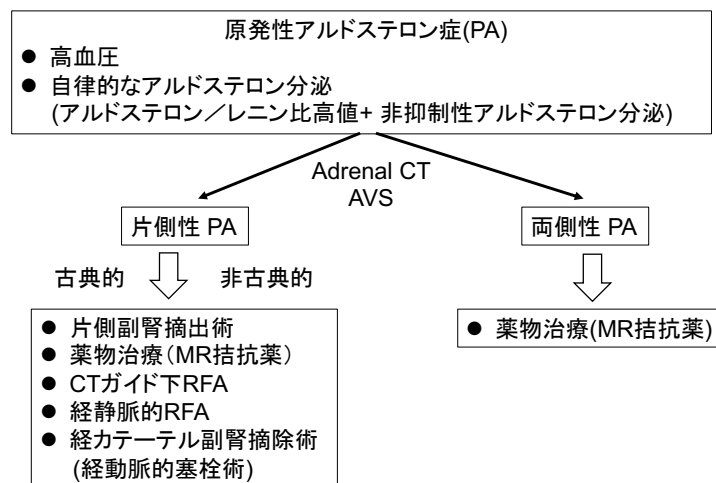 原発性アルドステロン症(PA)
● 高血圧
● 自律的なアルドステロン分泌
(アルドステロン／レニン比高値+ 非抑制性アルドステロン分泌)
Adrenal CT
AVS
片側性 PA
両側性 PA
古典的
非古典的
● 片側副腎摘出術
● 薬物治療（MR拮抗薬）
● CTガイド下RFA
● 経静脈的RFA
● 経カテーテル副腎摘除術
(経動脈的塞栓術)
● 薬物治療(MR拮抗薬)